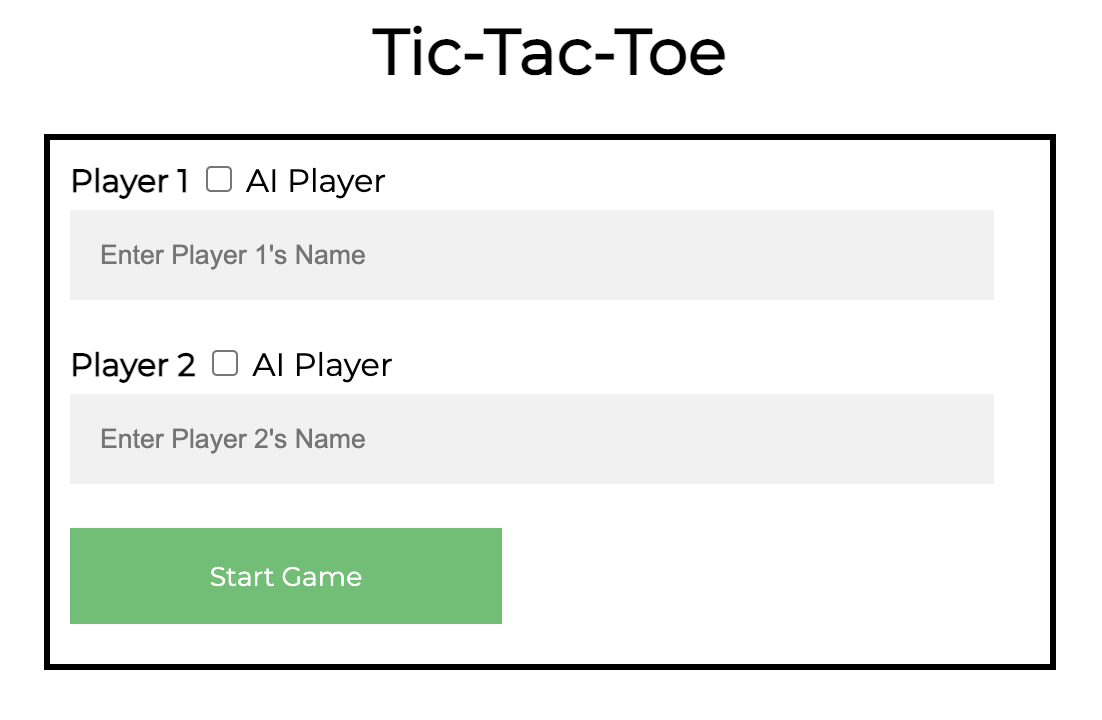 Tic-Tac-Toe
Player 1 AI Player
Enter Player 1's Name
Player 2 AI Player
Enter Player 2's Name
Start Game